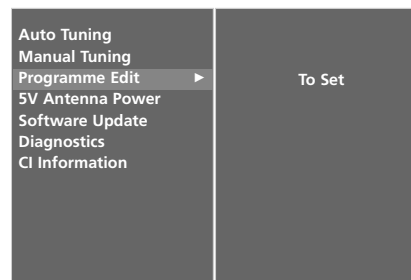 Auto Tuning
Manual Tuning
Programme Edit ►
To Set
5V Antenna Power
Software Update
Diagnostics
CI Information